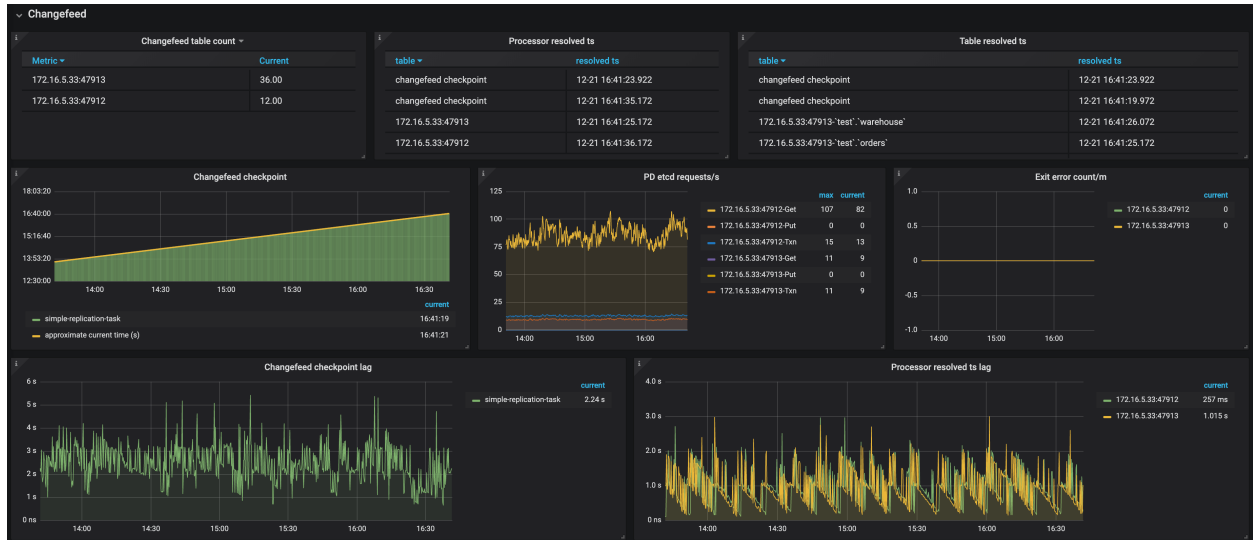 Changefeed
Changefeed table count
Metric Current
172.16.5.33:47913 36.00
172.16.5.33:47912 12.00
Processor resolved ts
table resolved ts
changefeed checkpoint 12-21 16:41:23.922
changefeed checkpoint 12-21 16:41:35.172
172.16.5.33:47913 12-21 16:41:25.172
172.16.5.33:47912 12-21 16:41:36.172
Table resolved ts
table resolved ts
changefeed checkpoint 12-21 16:41:23.922
changefeed checkpoint 12-21 16:41:19.972
172.16.5.33:47913-`test`.`warehouse` 12-21 16:41:26.072
172.16.5.33:47913-`test`.`orders` 12-21 16:41:25.172
Changefeed checkpoint
18:03:20
16:40:00
15:16:40
13:53:20
12:30:00
14:00 14:30 15:00 15:30 16:00 16:30
current
simple-replication-task 16:41:19
approximate current time (s) 16:41:21
PD etcd requests/s
125
100
75
50
25
0
14:00 15:00 16:00
max current
172.16.5.33:47912-Get 107 82
172.16.5.33:47912-Put 0 0
172.16.5.33:47912-Txn 15 13
172.16.5.33:47913-Get 11 9
172.16.5.33:47913-Put 0 0
172.16.5.33:47913-Txn 11 9
Exit error count/m
1.0
0.5
0
-0.5
-1.0
14:00 15:00 16:00
current
172.16.5.33:47912 0
172.16.5.33:47913 0
Changefeed checkpoint lag
6 s
5 s
4 s
3 s
2 s
1 s
0 ns
14:00 14:30 15:00 15:30 16:00 16:30
current
simple-replication-task 2.24 s
Processor resolved ts lag
4.0 s
3.0 s
2.0 s
1.0 s
0 ns
14:00 14:30 15:00 15:30 16:00 16:30
current
172.16.5.33:47912 257 ms
172.16.5.33:47913 1.015 s